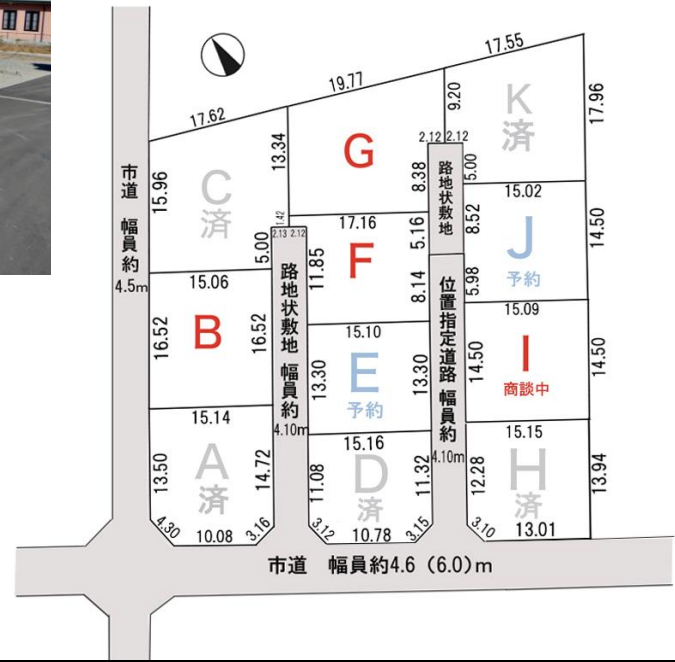 17.55
19.77
17.62
9.20
K
済
17.96
市道 幅員約
4.5m
15.96
C
済
13.34
G
2.12 2.12
8.38
路地状敷地
5.00
15.02
1.42
2.13 2.12
5.00
17.16
5.16
8.52
J
予約
14.50
15.06
路地状敷地 幅員約
4.10m
11.85
F
8.14
位置指定道路 幅員約
4.10m
5.98
15.09
16.52
B
16.52
15.10
13.30
E
予約
13.30
14.50
I
商談中
14.50
15.14
15.16
15.15
13.50
A
済
14.72
11.08
D
済
11.32
12.28
H
済
13.94
4.30
10.08
3.16
3.12
10.78
3.15
3.10
13.01
市道 幅員約4.6（6.0）m